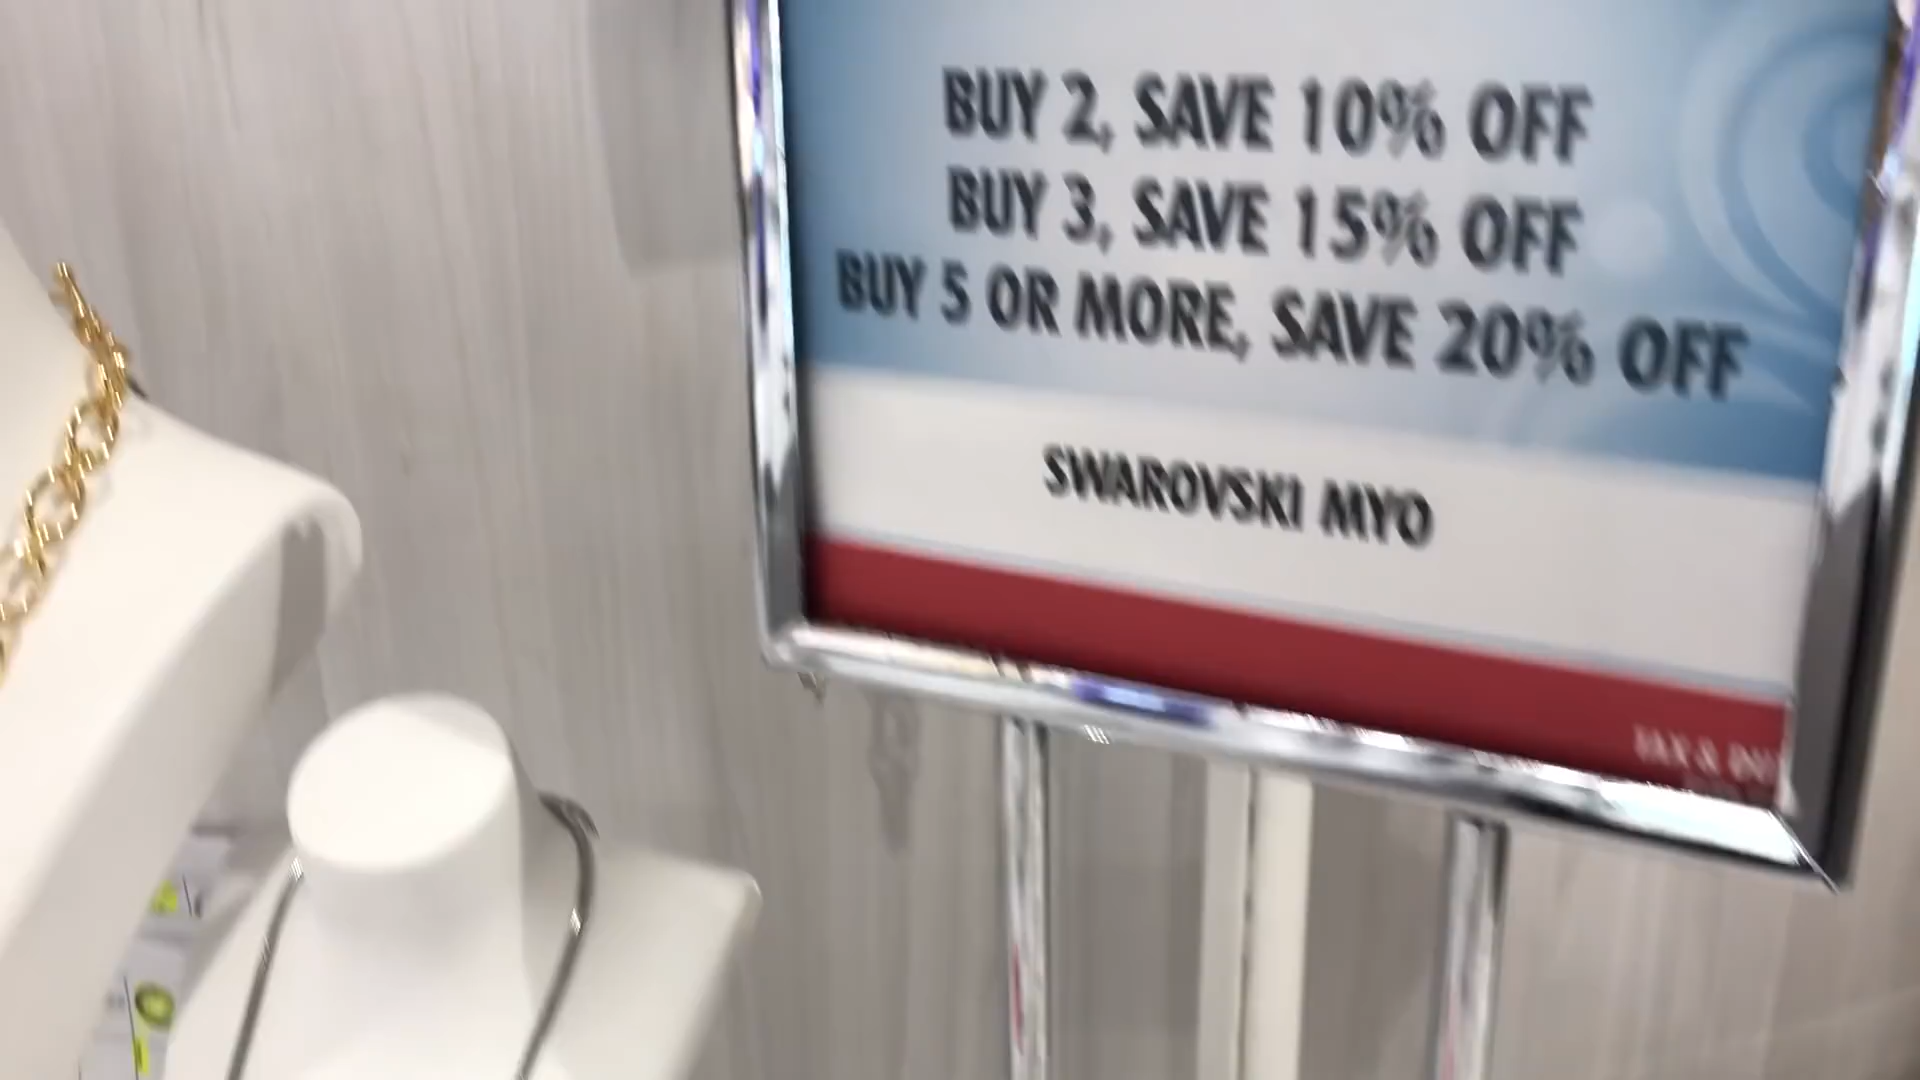 BUY 2, SAVE 10% OFF
BUY 3, SAVE 15% OFF
BUY 5 OR MORE, SAVE 20% OFF
SWAROVSKI MYO